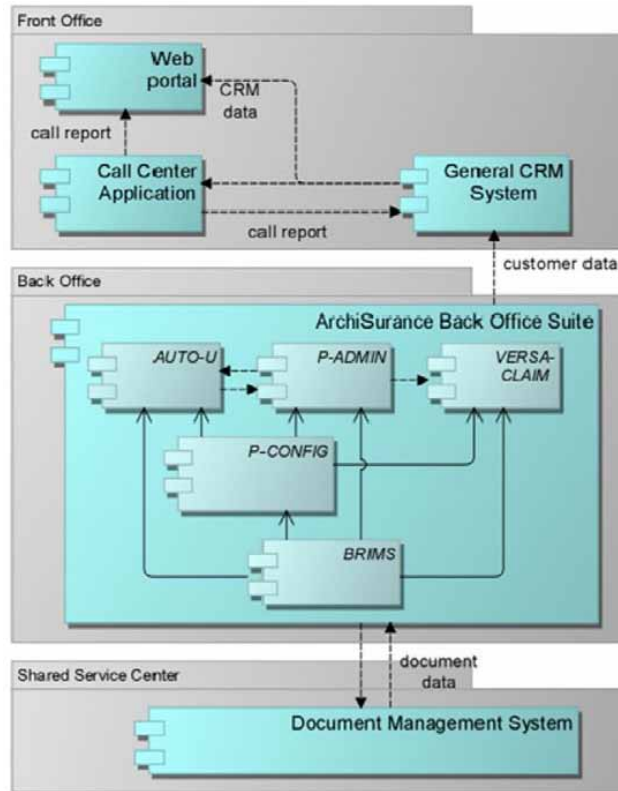 Front Office
Web
portal
CRM
data
call report
Call Center
Application
General CRM
System
call report
customer data
Back Office
ArchiSurance Back Office Suite
AUTO-U
P-ADMIN
VERSA-
CLAIM
P-CONFIG
BRIMS
document
data
Shared Service Center
Document Management System